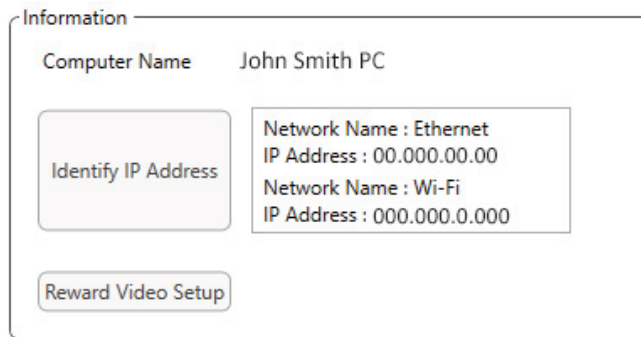 Information
Computer Name John Smith PC
Identify IP Address
Network Name : Ethernet
IP Address : 00.000.00.00
Network Name : Wi-Fi
IP Address : 000.000.0.000
Reward Video Setup